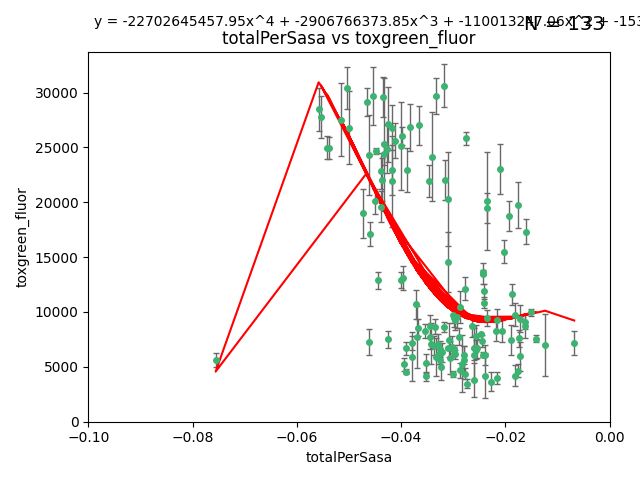 y = -22702645457.95x^4 + -2906766373.85x^3 + -110013
N = 133
totalPerSasa vs toxgreen_fluor
toxgreen_fluor
30000
25000
20000
15000
10000
5000
0
−0.10
−0.08
−0.06
−0.04
−0.02
0.00
totalPerSasa